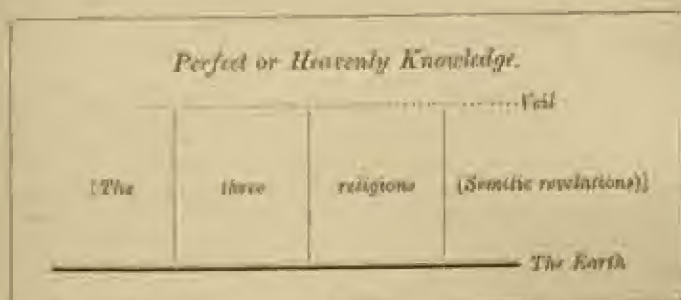 Perfect or Heavenly Knowledge.
Veil
[The three religions (Semitic revelations)]
The Earth